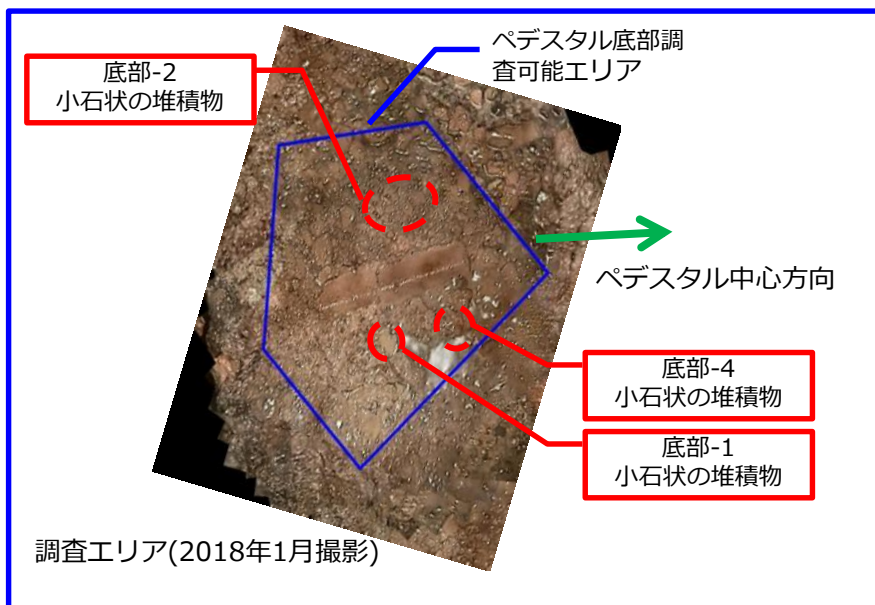 ペデスタル底部調
査可能エリア
底部-2
小石状の堆積物
ペデスタル中心方向
底部-4
小石状の堆積物
底部-1
小石状の堆積物
調査エリア(2018年1月撮影)